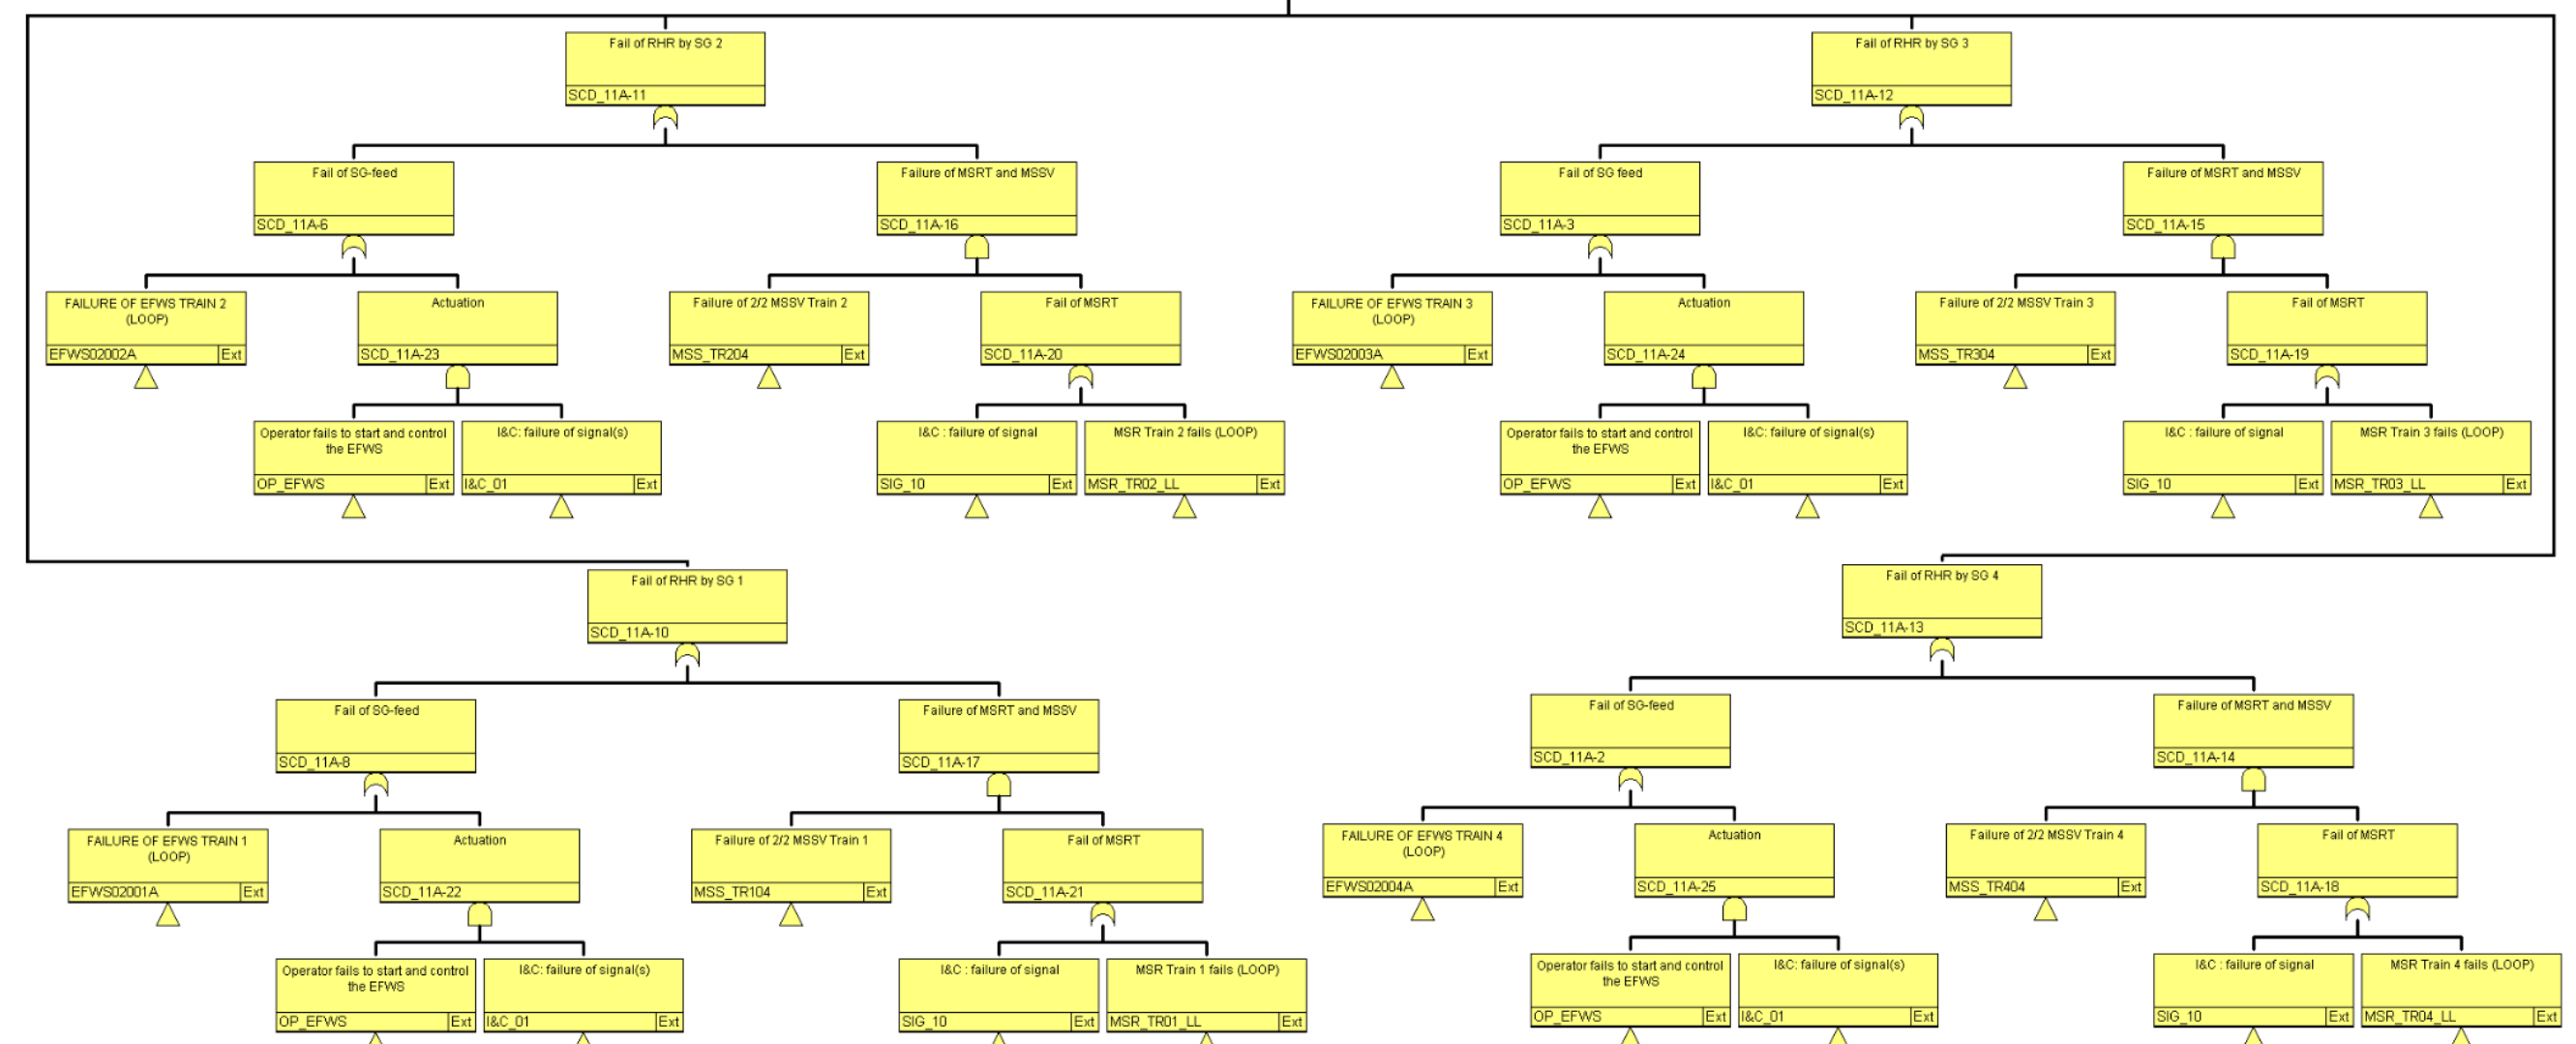 Fail of RHR by SG 2
SCD_11A-11
Fail of RHR by SG 3
SCD_11A-12
Fail of SG-feed
SCD_11A-6
Failure of MSRT and MSSV
SCD_11A-16
Fail of SG feed
SCD_11A-3
Failure of MSRT and MSSV
SCD_11A-15
FAILURE OF EFWS TRAIN 2
(LOOP)
EFWS02002A Ext
Actuation
SCD_11A-23
Failure of 2/2 MSSV Train 2
MSS_TR204 Ext
Fail of MSRT
SCD_11A-20
FAILURE OF EFWS TRAIN 3
(LOOP)
EFWS02003A Ext
Actuation
SCD_11A-24
Failure of 2/2 MSSV Train 3
MSS_TR304 Ext
Fail of MSRT
SCD_11A-19
Operator fails to start and control
the EFWS
OP_EFWS Ext
I&C: failure of signal(s)
I&C_01 Ext
I&C : failure of signal
SIG_10 Ext
MSR Train 2 fails (LOOP)
MSR_TR02_LL Ext
Operator fails to start and control
the EFWS
OP_EFWS Ext
I&C: failure of signal(s)
I&C_01 Ext
I&C : failure of signal
SIG_10 Ext
MSR Train 3 fails (LOOP)
MSR_TR03_LL Ext
Fail of RHR by SG 1
SCD_11A-10
Fail of RHR by SG 4
SCD_11A-13
Fail of SG-feed
SCD_11A-8
Failure of MSRT and MSSV
SCD_11A-17
Fail of SG-feed
SCD_11A-2
Failure of MSRT and MSSV
SCD_11A-14
FAILURE OF EFWS TRAIN 1
(LOOP)
EFWS02001A Ext
Actuation
SCD_11A-22
Failure of 2/2 MSSV Train 1
MSS_TR104 Ext
Fail of MSRT
SCD_11A-21
FAILURE OF EFWS TRAIN 4
(LOOP)
EFWS02004A Ext
Actuation
SCD_11A-25
Failure of 2/2 MSSV Train 4
MSS_TR404 Ext
Fail of MSRT
SCD_11A-18
Operator fails to start and control
the EFWS
OP_EFWS Ext
I&C: failure of signal(s)
I&C_01 Ext
I&C : failure of signal
SIG_10 Ext
MSR Train 1 fails (LOOP)
MSR_TR01_LL Ext
Operator fails to start and control
the EFWS
OP_EFWS Ext
I&C: failure of signal(s)
I&C_01 Ext
I&C : failure of signal
SIG_10 Ext
MSR Train 4 fails (LOOP)
MSR_TR04_LL Ext